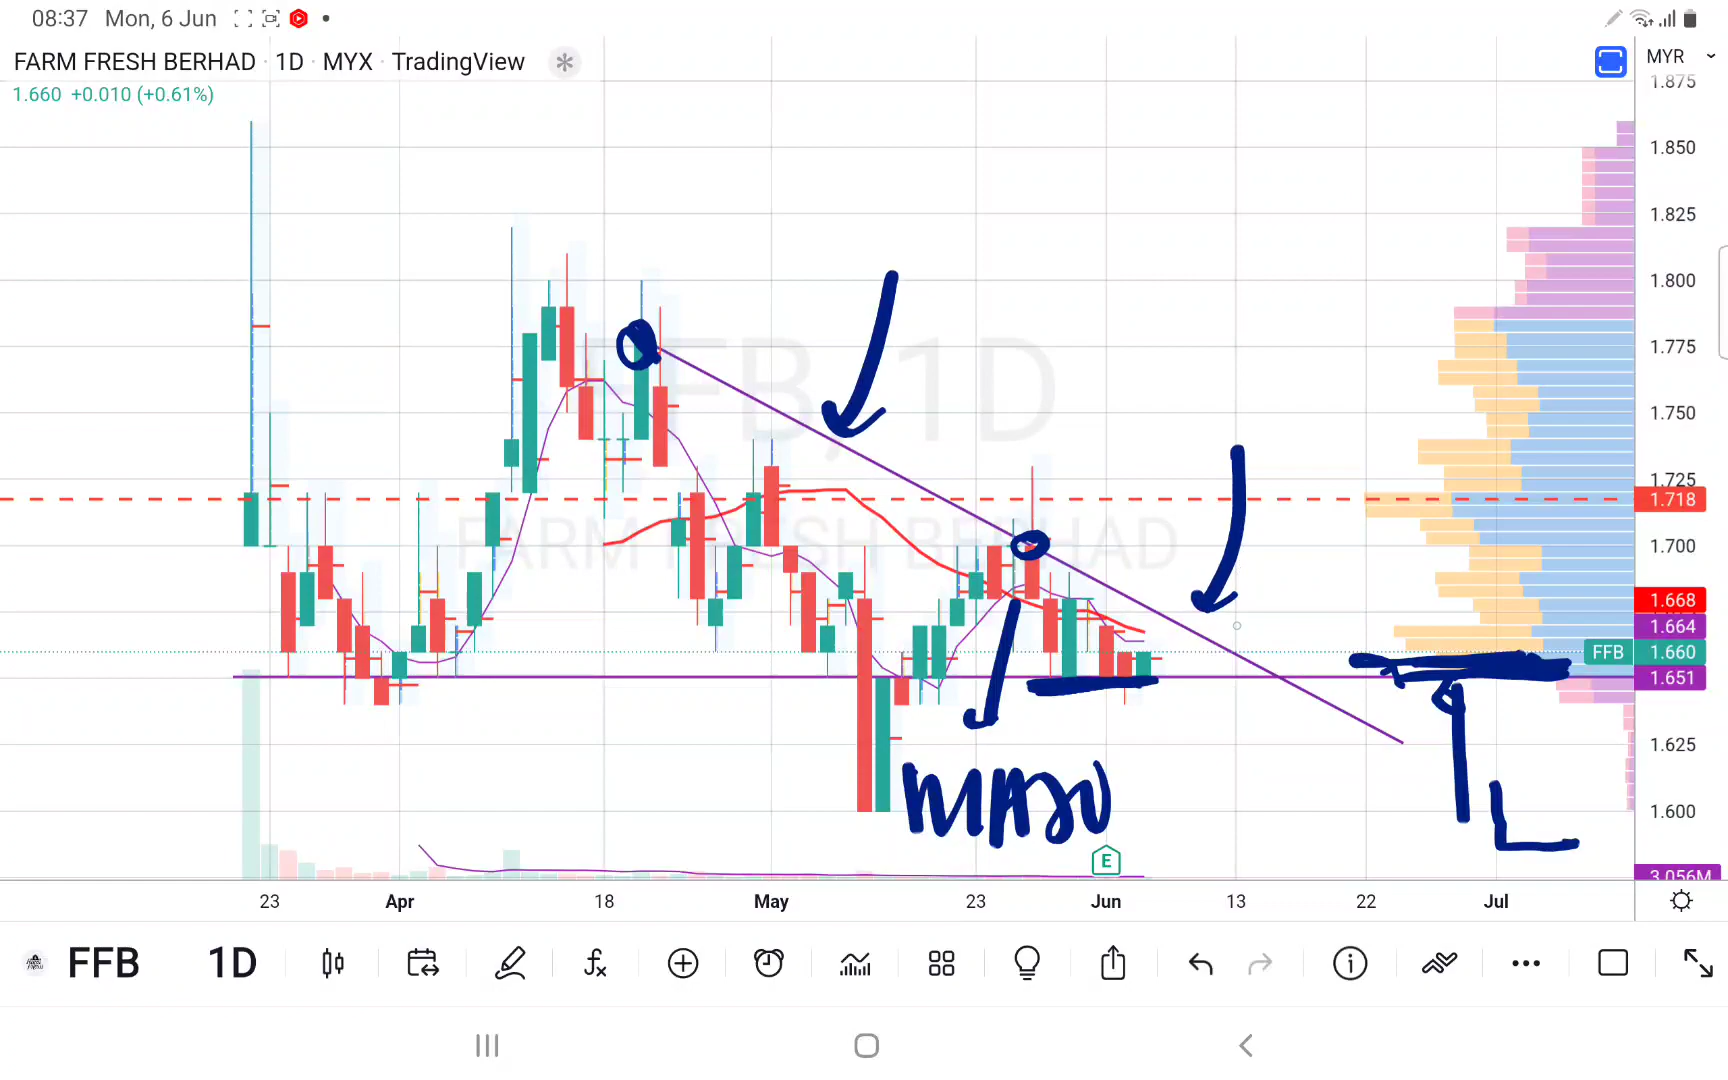 08:37 Mon, 6 Jun
FARM FRESH BERHAD · 1D · MYX · TradingView
MYR
1.660 +0.010 (+0.61%)
1.875
1.850
1.825
1.800
1.775
FFB, 1D
1.750
1.725
1.718
FARM FRESH BERHAD
1.700
1.668
1.664
FFB 1.660
1.651
1.625
MA20
1.600
E
3.056M
23 Apr 18 May 23 Jun 13 22 Jul
FFB 1D